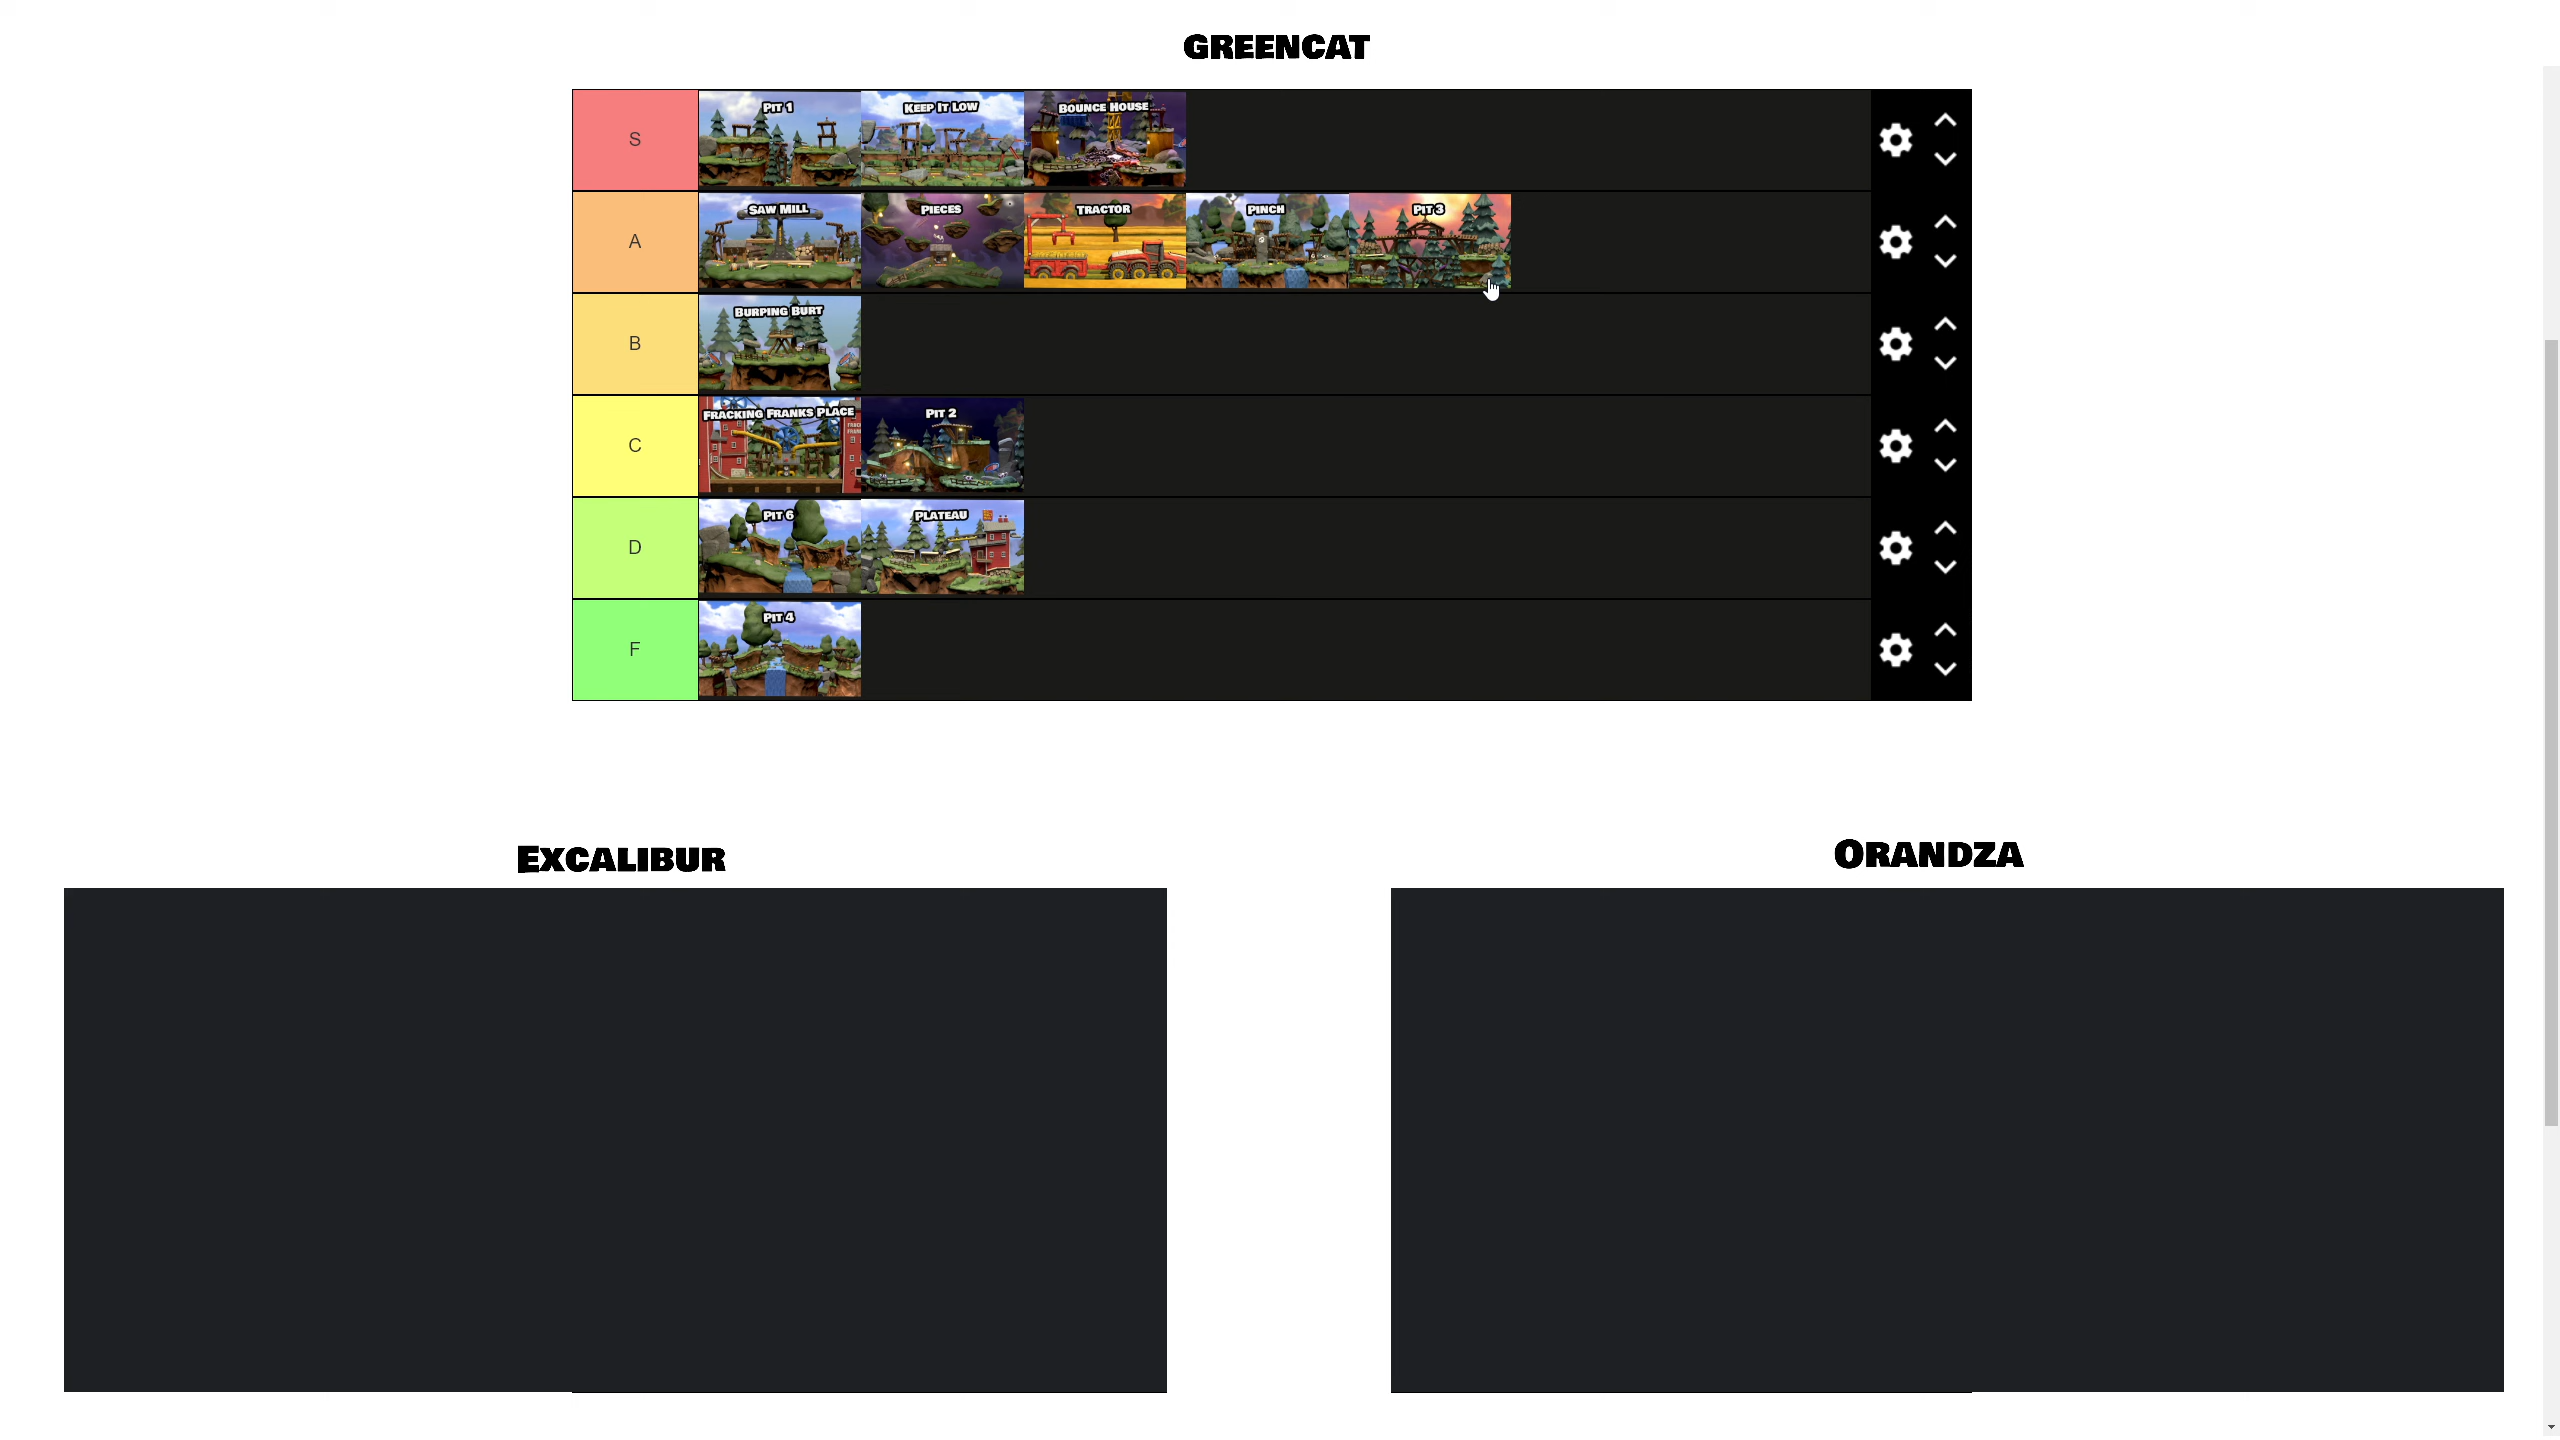 GREENCAT
S
PIT 1
KEEP IT LOW
BOUNCE HOUSE
A
SAW MILL
PIECES
TRACTOR
PINCH
PIT 3
B
BURPING BURT
C
FRACKING FRANKS PLACE
PIT 2
D
PIT 6
PLATEAU
F
PIT 4
EXCALIBUR
ORANDZA